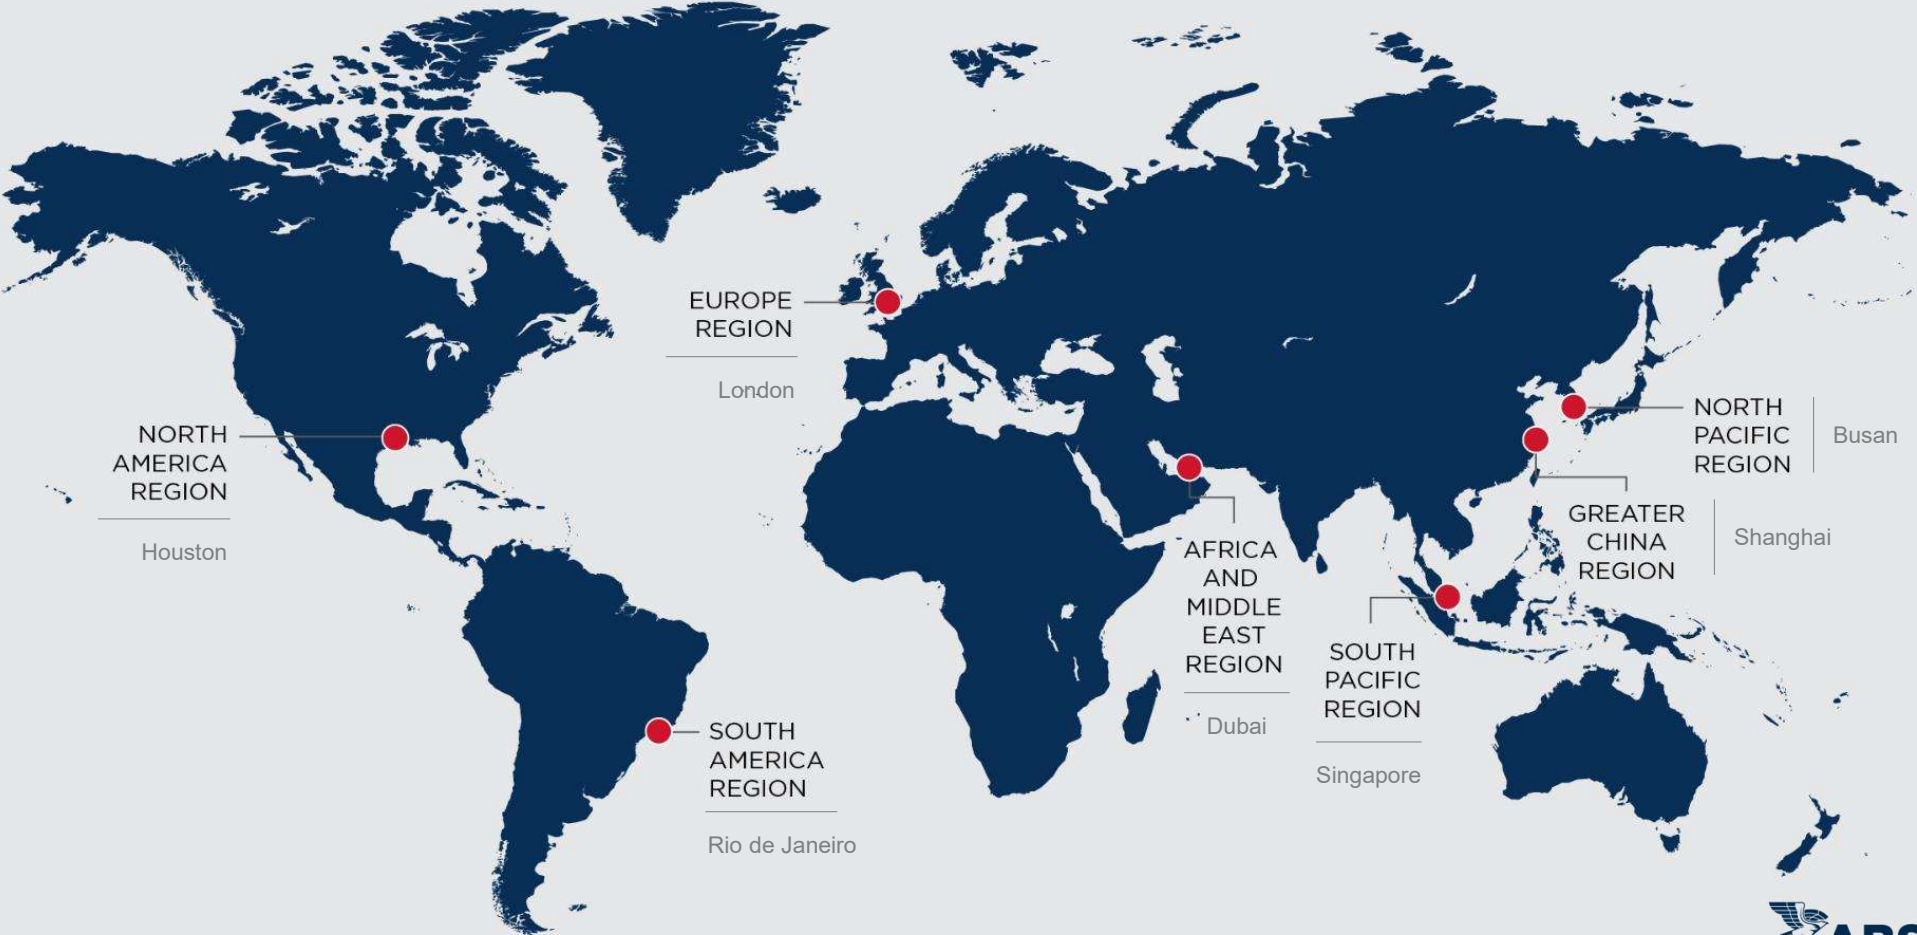 EUROPE
REGION
London
NORTH
AMERICA
REGION
Houston
NORTH
PACIFIC
REGION
Busan
GREATER
CHINA
REGION
Shanghai
AFRICA
AND
MIDDLE
EAST
REGION
Dubai
SOUTH
PACIFIC
REGION
Singapore
SOUTH
AMERICA
REGION
Rio de Janeiro
ABS